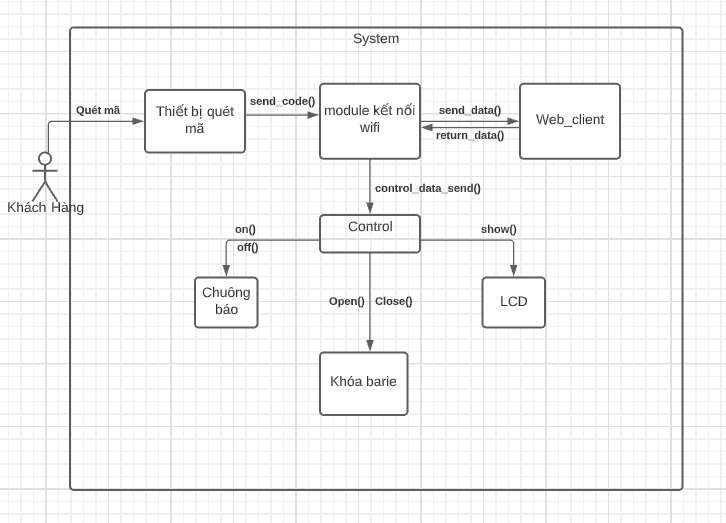 System
Quét mã
Thiết bị quét
mã
send_code()
module kết nối
wifi
send_data()
return_data()
Web_client
Khách Hàng
control_data_send()
Control
on()
off()
show()
Chuông
báo
Open()
Close()
LCD
Khóa barie